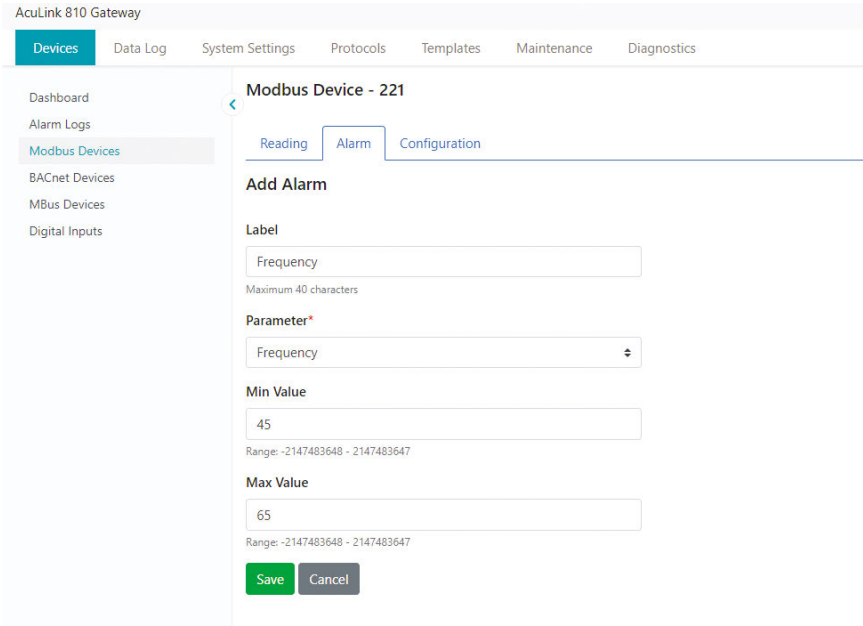 AcuLink 810 Gateway
Devices Data Log System Settings Protocols Templates Maintenance Diagnostics
Dashboard
Alarm Logs
Modbus Devices
BACnet Devices
MBus Devices
Digital Inputs
Modbus Device - 221
Reading Alarm Configuration
Add Alarm
Label
Frequency
Maximum 40 characters
Parameter*
Frequency
Min Value
45
Range: -2147483648 - 2147483647
Max Value
65
Range: -2147483648 - 2147483647
Save Cancel